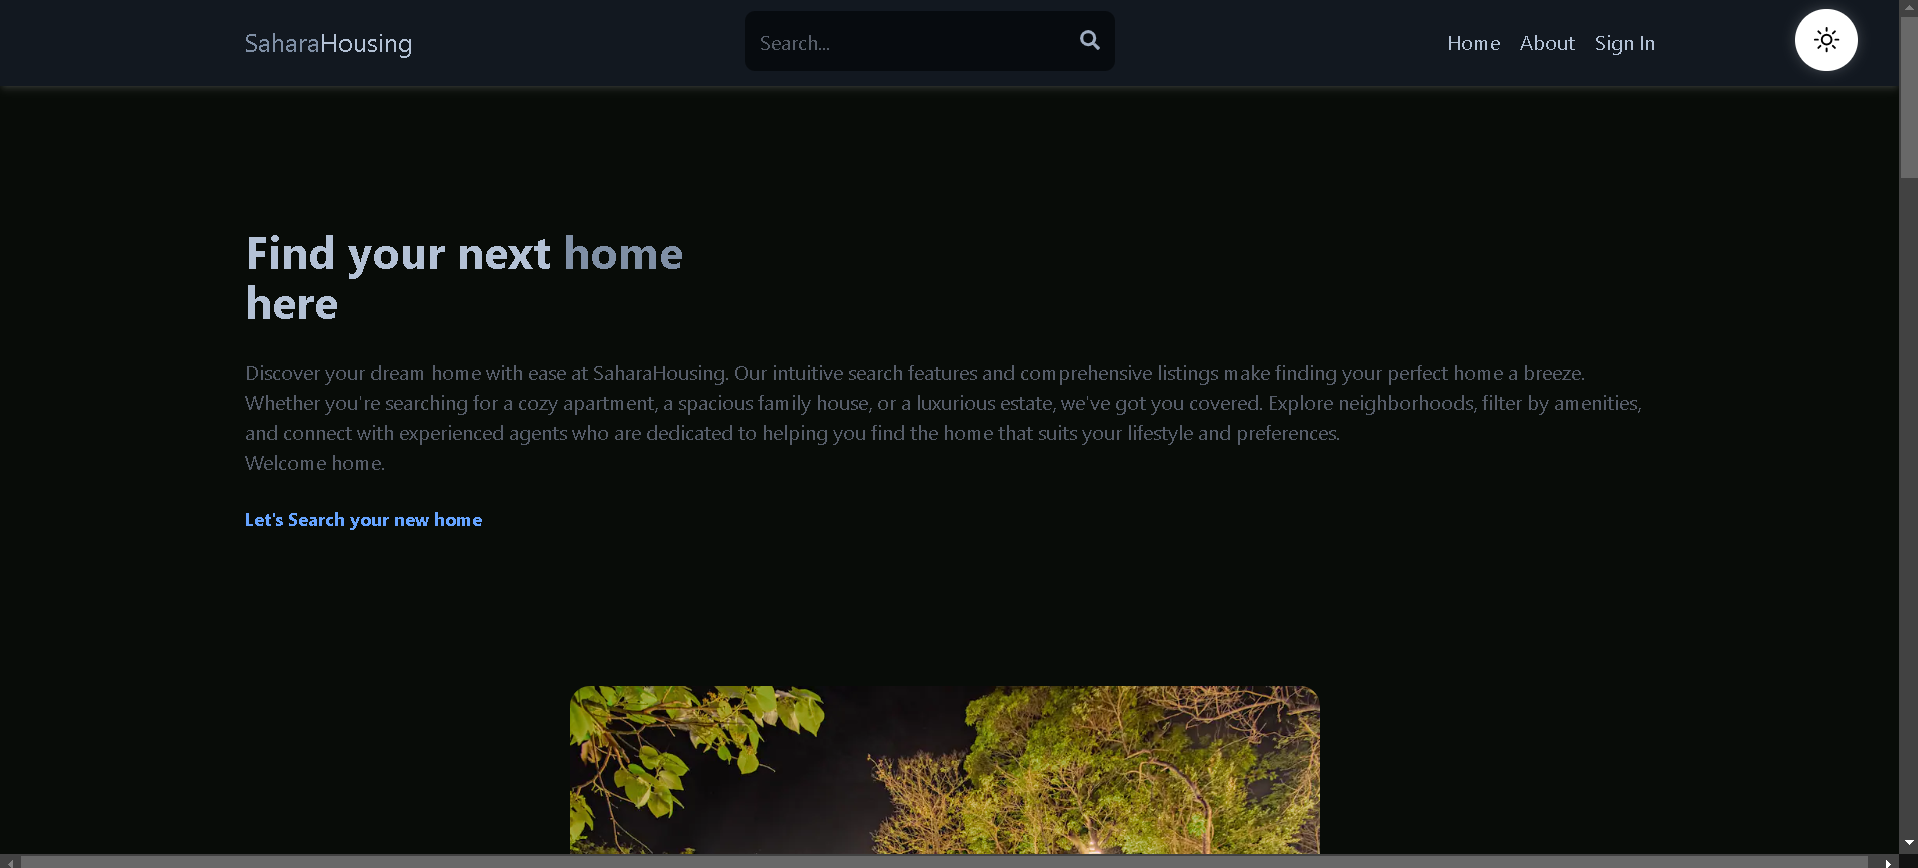 SaharaHousing
Search...
Home About Sign In
Find your next home
here
Discover your dream home with ease at SaharaHousing. Our intuitive search features and comprehensive listings make finding your perfect home a breeze.
Whether you're searching for a cozy apartment, a spacious family house, or a luxurious estate, we've got you covered. Explore neighborhoods, filter by amenities,
and connect with experienced agents who are dedicated to helping you find the home that suits your lifestyle and preferences.
Welcome home.
Let's Search your new home